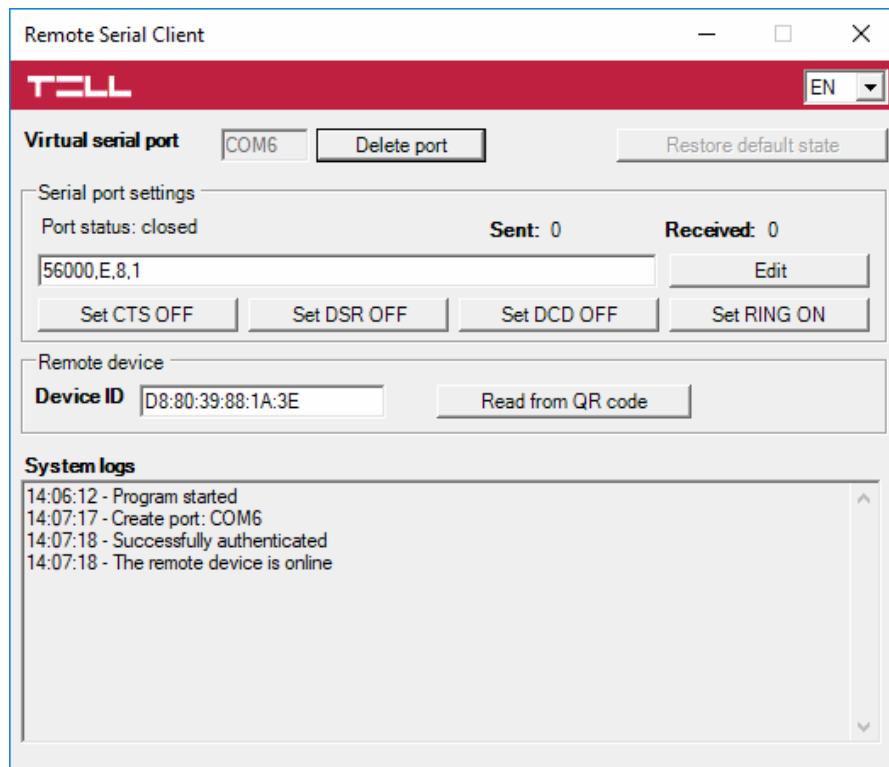 Remote Serial Client
TELL
EN
Virtual serial port COM6 Delete port Restore default state
Serial port settings
Port status: closed Sent: 0 Received: 0
56000,E,8,1 Edit
Set CTS OFF Set DSR OFF Set DCD OFF Set RING ON
Remote device
Device ID D8:80:39:88:1A:3E Read from QR code
System logs
14:06:12 - Program started
14:07:17 - Create port: COM6
14:07:18 - Successfully authenticated
14:07:18 - The remote device is online